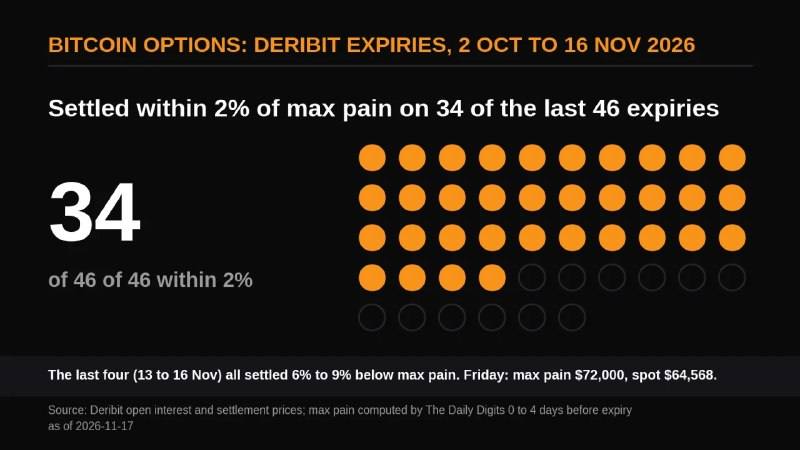 BITCOIN OPTIONS: DERIBIT EXPIRIES, 2 OCT TO 16 NOV 2026
Settled within 2% of max pain on 34 of the last 46 expiries
34
of 46 of 46 within 2%
The last four (13 to 16 Nov) all settled 6% to 9% below max pain. Friday: max pain $72,000, spot $64,568.
Source: Deribit open interest and settlement prices; max pain computed by The Daily Digits 0 to 4 days before expiry
as of 2026-11-17